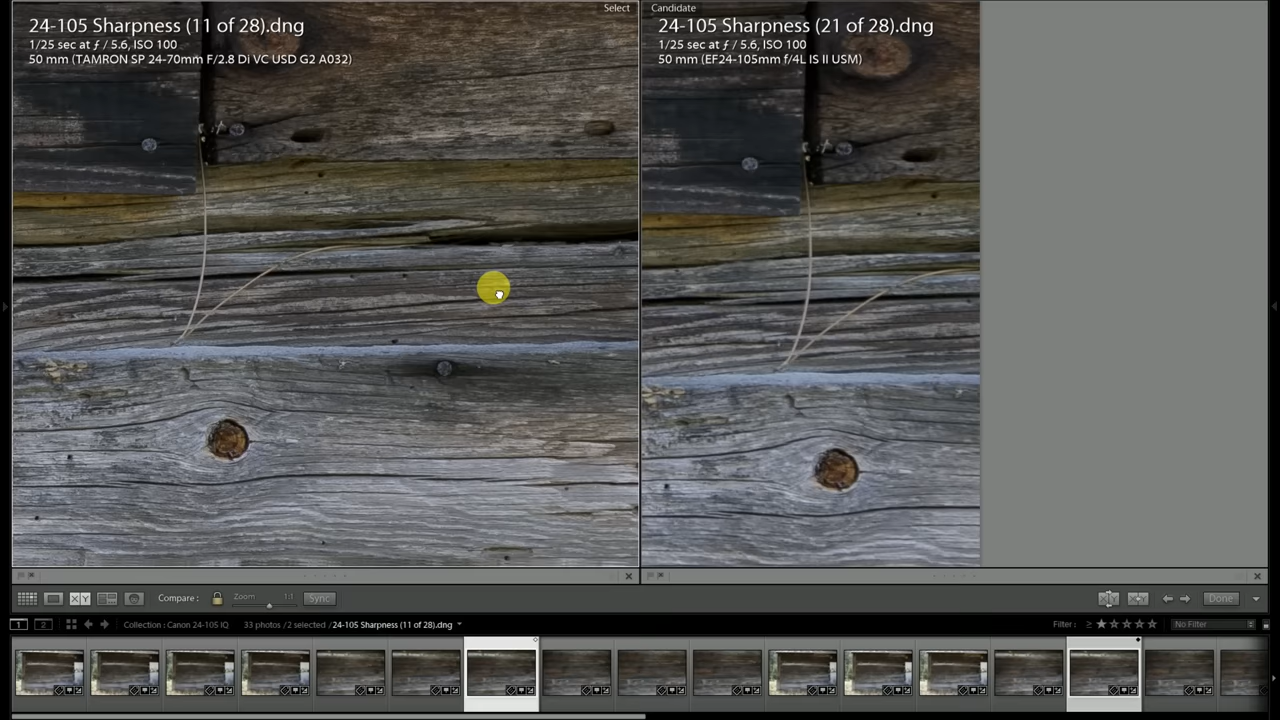 Select
24-105 Sharpness (11 of 28).dng
1/25 sec at ƒ / 5.6, ISO 100
50 mm (TAMRON SP 24-70mm F/2.8 Di VC USD G2 A032)
Candidate
24-105 Sharpness (21 of 28).dng
1/25 sec at ƒ / 5.6, ISO 100
50 mm (EF24-105mm f/4L IS II USM)
Compare :
Zoom
1:1
Sync
Done
1
2
Collection : Canon 24-105 IQ
33 photos /2 selected /24-105 Sharpness (11 of 28).dng
Filter :
No Filter